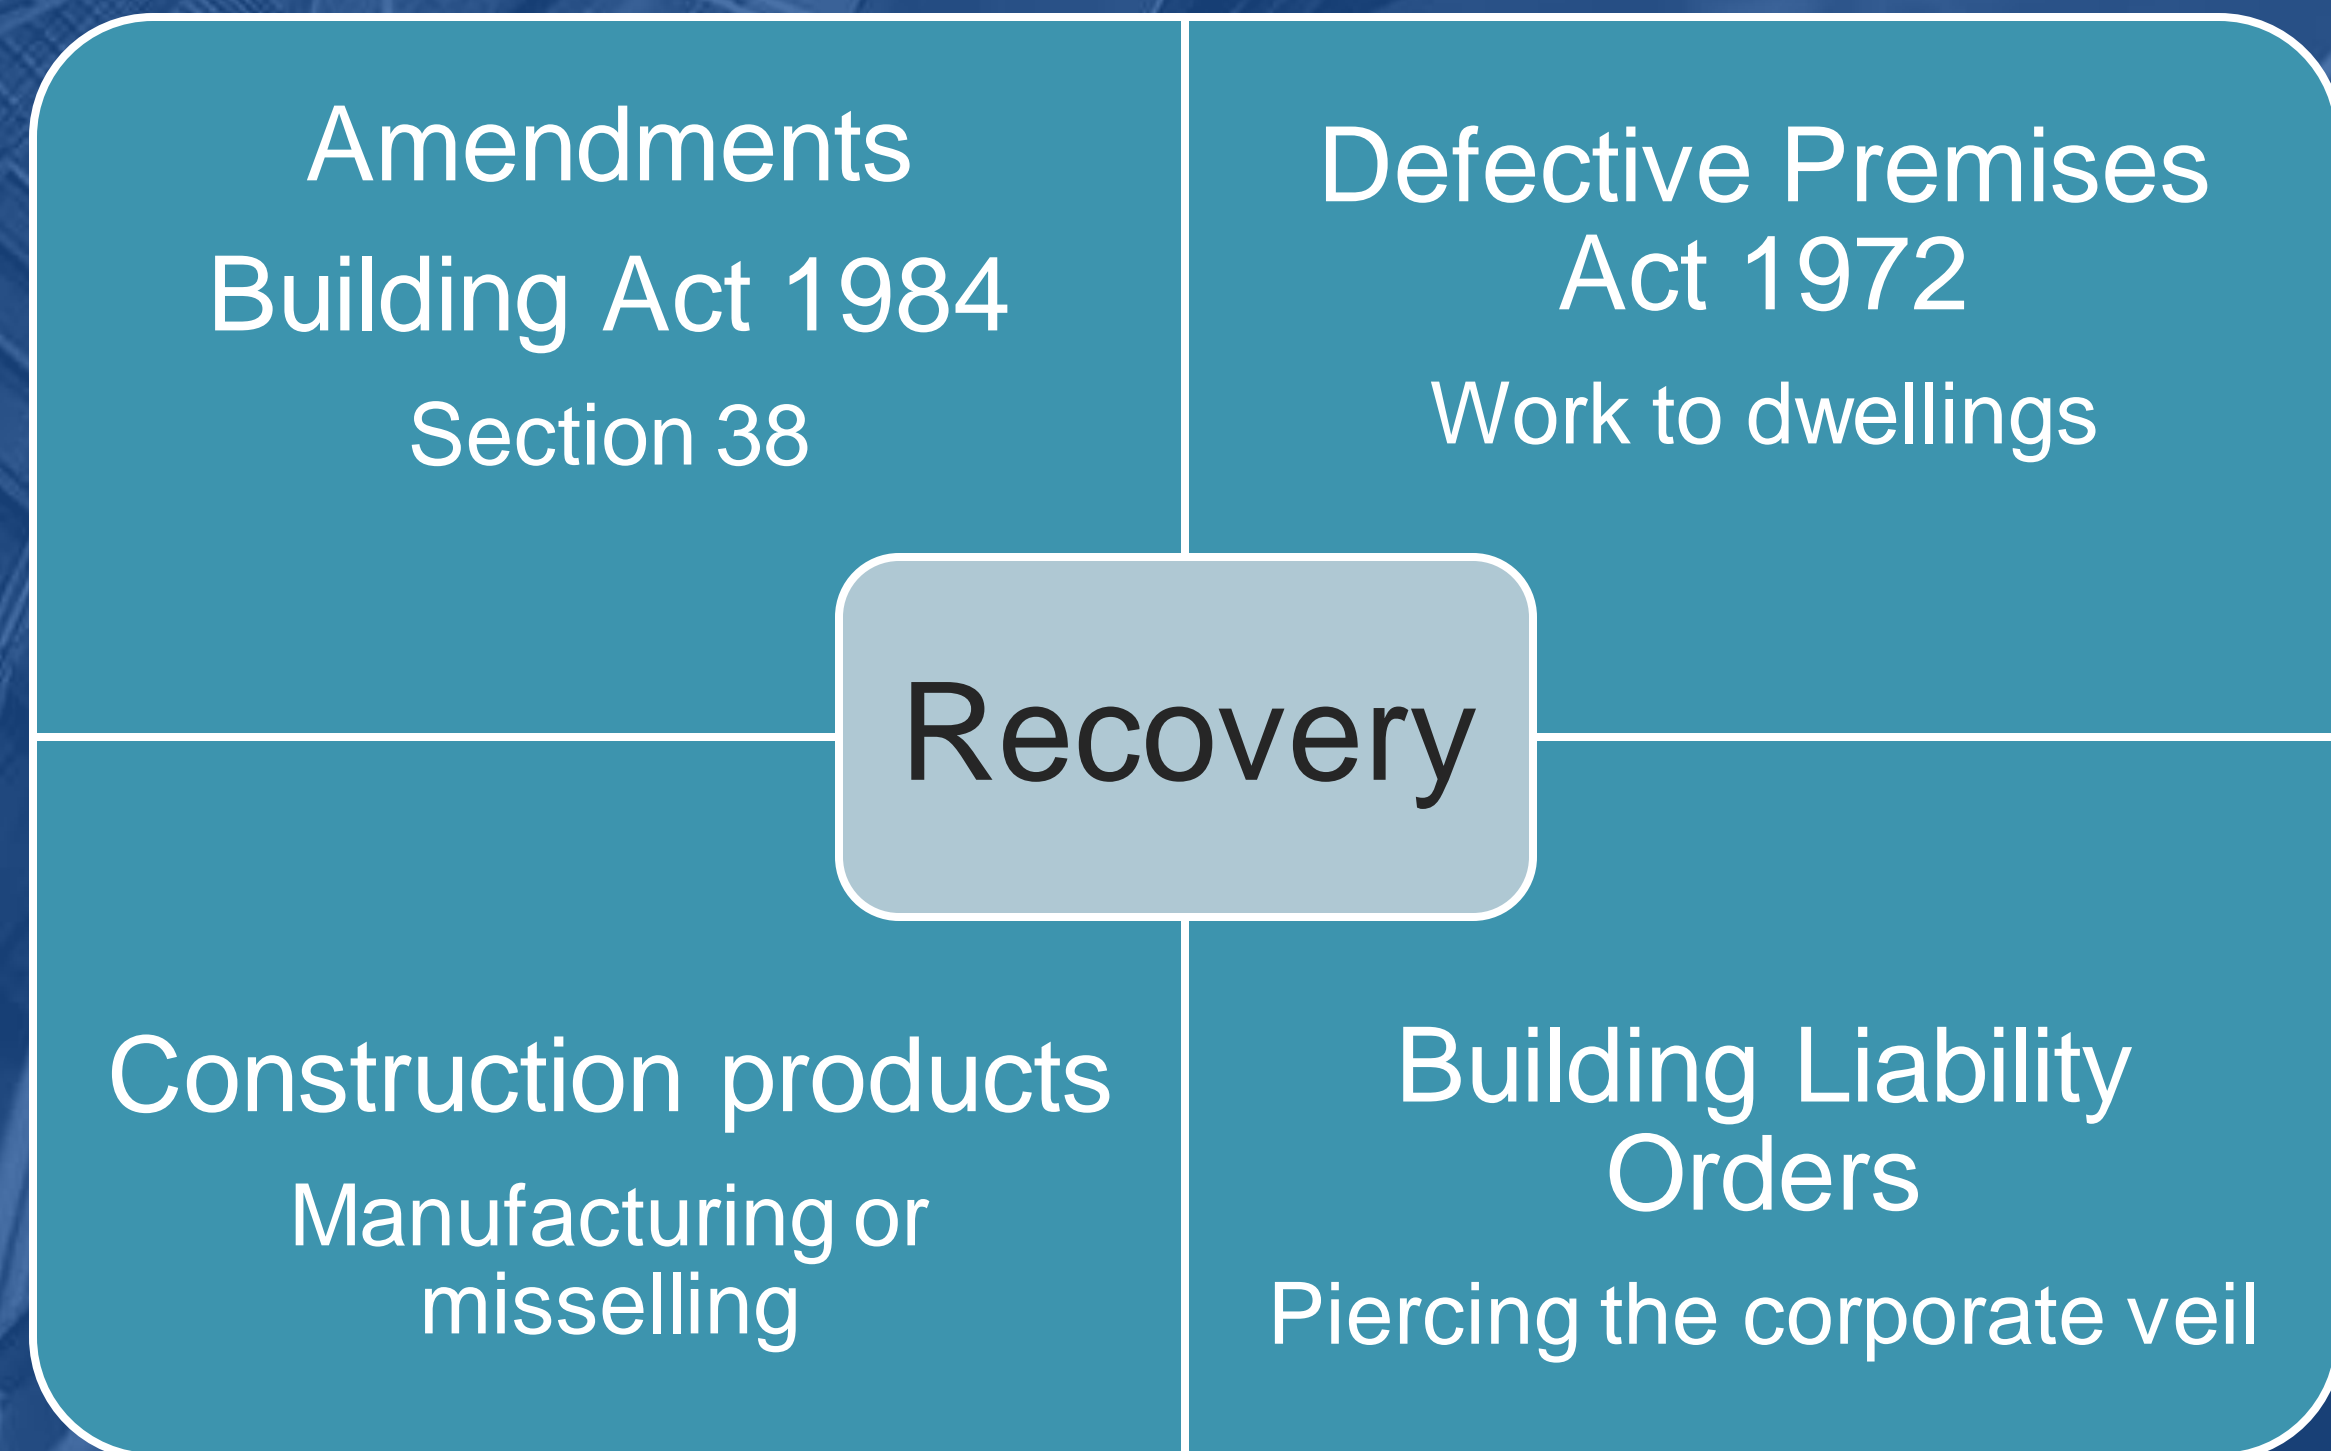 Amendments
Building Act 1984
Section 38
Defective Premises
Act 1972
Work to dwellings
Recovery
Construction products
Manufacturing or
misselling
Building Liability
Orders
Piercing the corporate veil